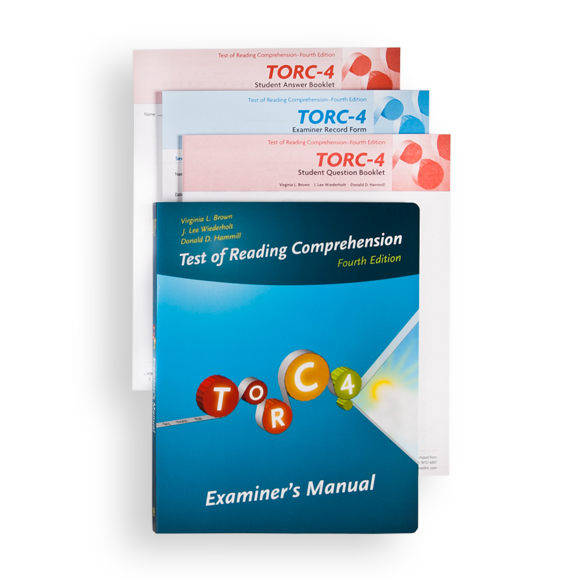 Test of Reading Comprehension–Fourth Edition
TORC-4
Student Answer Booklet
Name
Test of Reading Comprehension–Fourth Edition
TORC-4
Examiner Record Form
Test of Reading Comprehension–Fourth Edition
TORC-4
Student Question Booklet
Virginia L. Brown J. Lee Wiederholt Donald D. Hammill
Virginia L. Brown
J. Lee Wiederholt
Donald D. Hammill
Test of Reading Comprehension
Fourth Edition
TORC4
Examiner's Manual